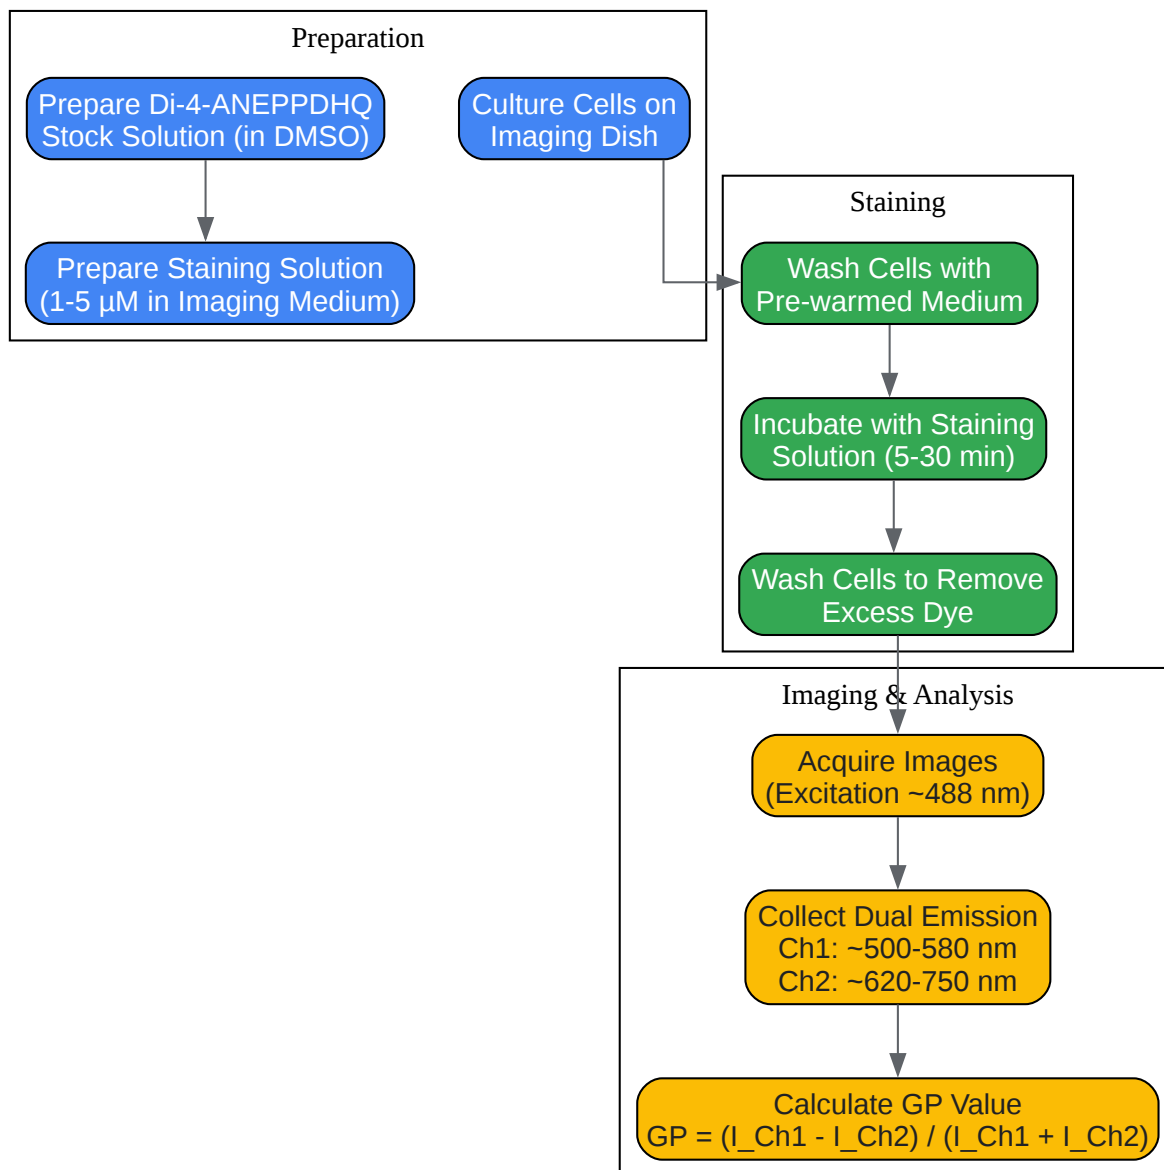 Preparation
Prepare Di-4-ANEPPDHQ
Stock Solution (in DMSO)
Culture Cells on
Imaging Dish
Prepare Staining Solution
(1-5 µM in Imaging Medium)
Staining
Wash Cells with
Pre-warmed Medium
Incubate with Staining
Solution (5-30 min)
Wash Cells to Remove
Excess Dye
Imaging & Analysis
Acquire Images
(Excitation ~488 nm)
Collect Dual Emission
Ch1: ~500-580 nm
Ch2: ~620-750 nm
Calculate GP Value
GP = (I_Ch1 - I_Ch2) / (I_Ch1 + I_Ch2)